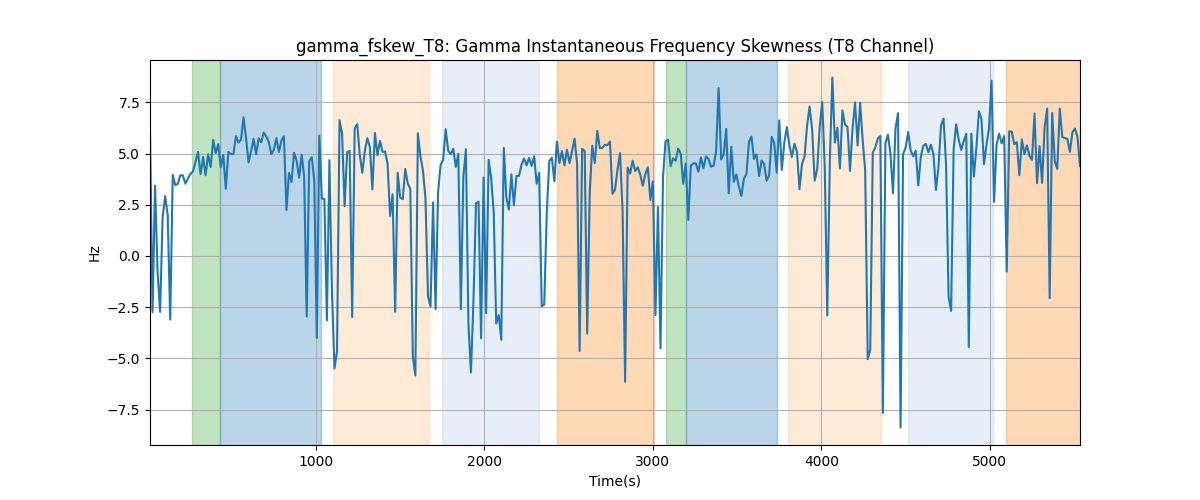 gamma_fskew_T8: Gamma Instantaneous Frequency Skewness (T8 Channel)
7.5
5.0
2.5
0.0
−2.5
−5.0
−7.5
Hz
1000 2000 3000 4000 5000
Time(s)